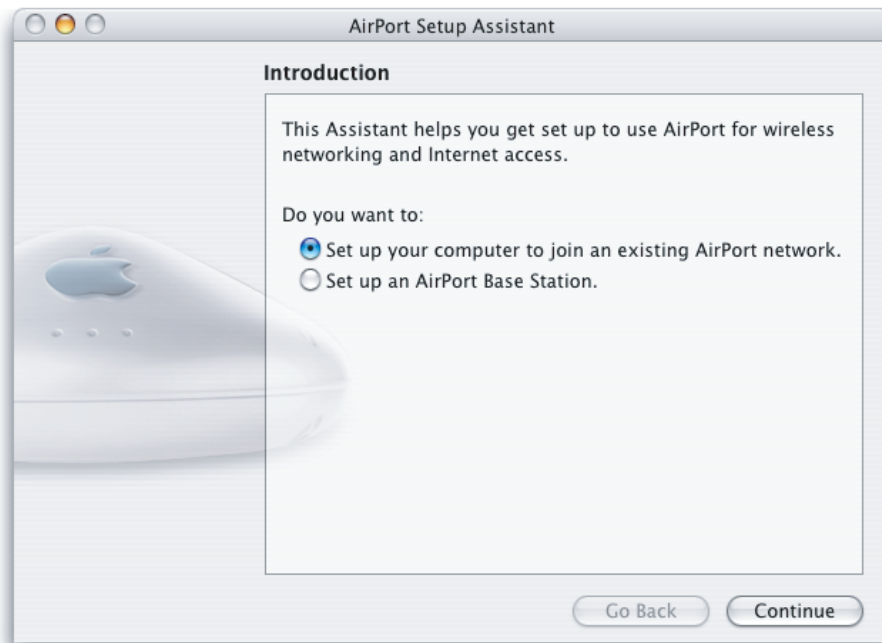 AirPort Setup Assistant
Introduction
This Assistant helps you get set up to use AirPort for wireless
networking and Internet access.
Do you want to:
Set up your computer to join an existing AirPort network.
Set up an AirPort Base Station.
Go Back
Continue